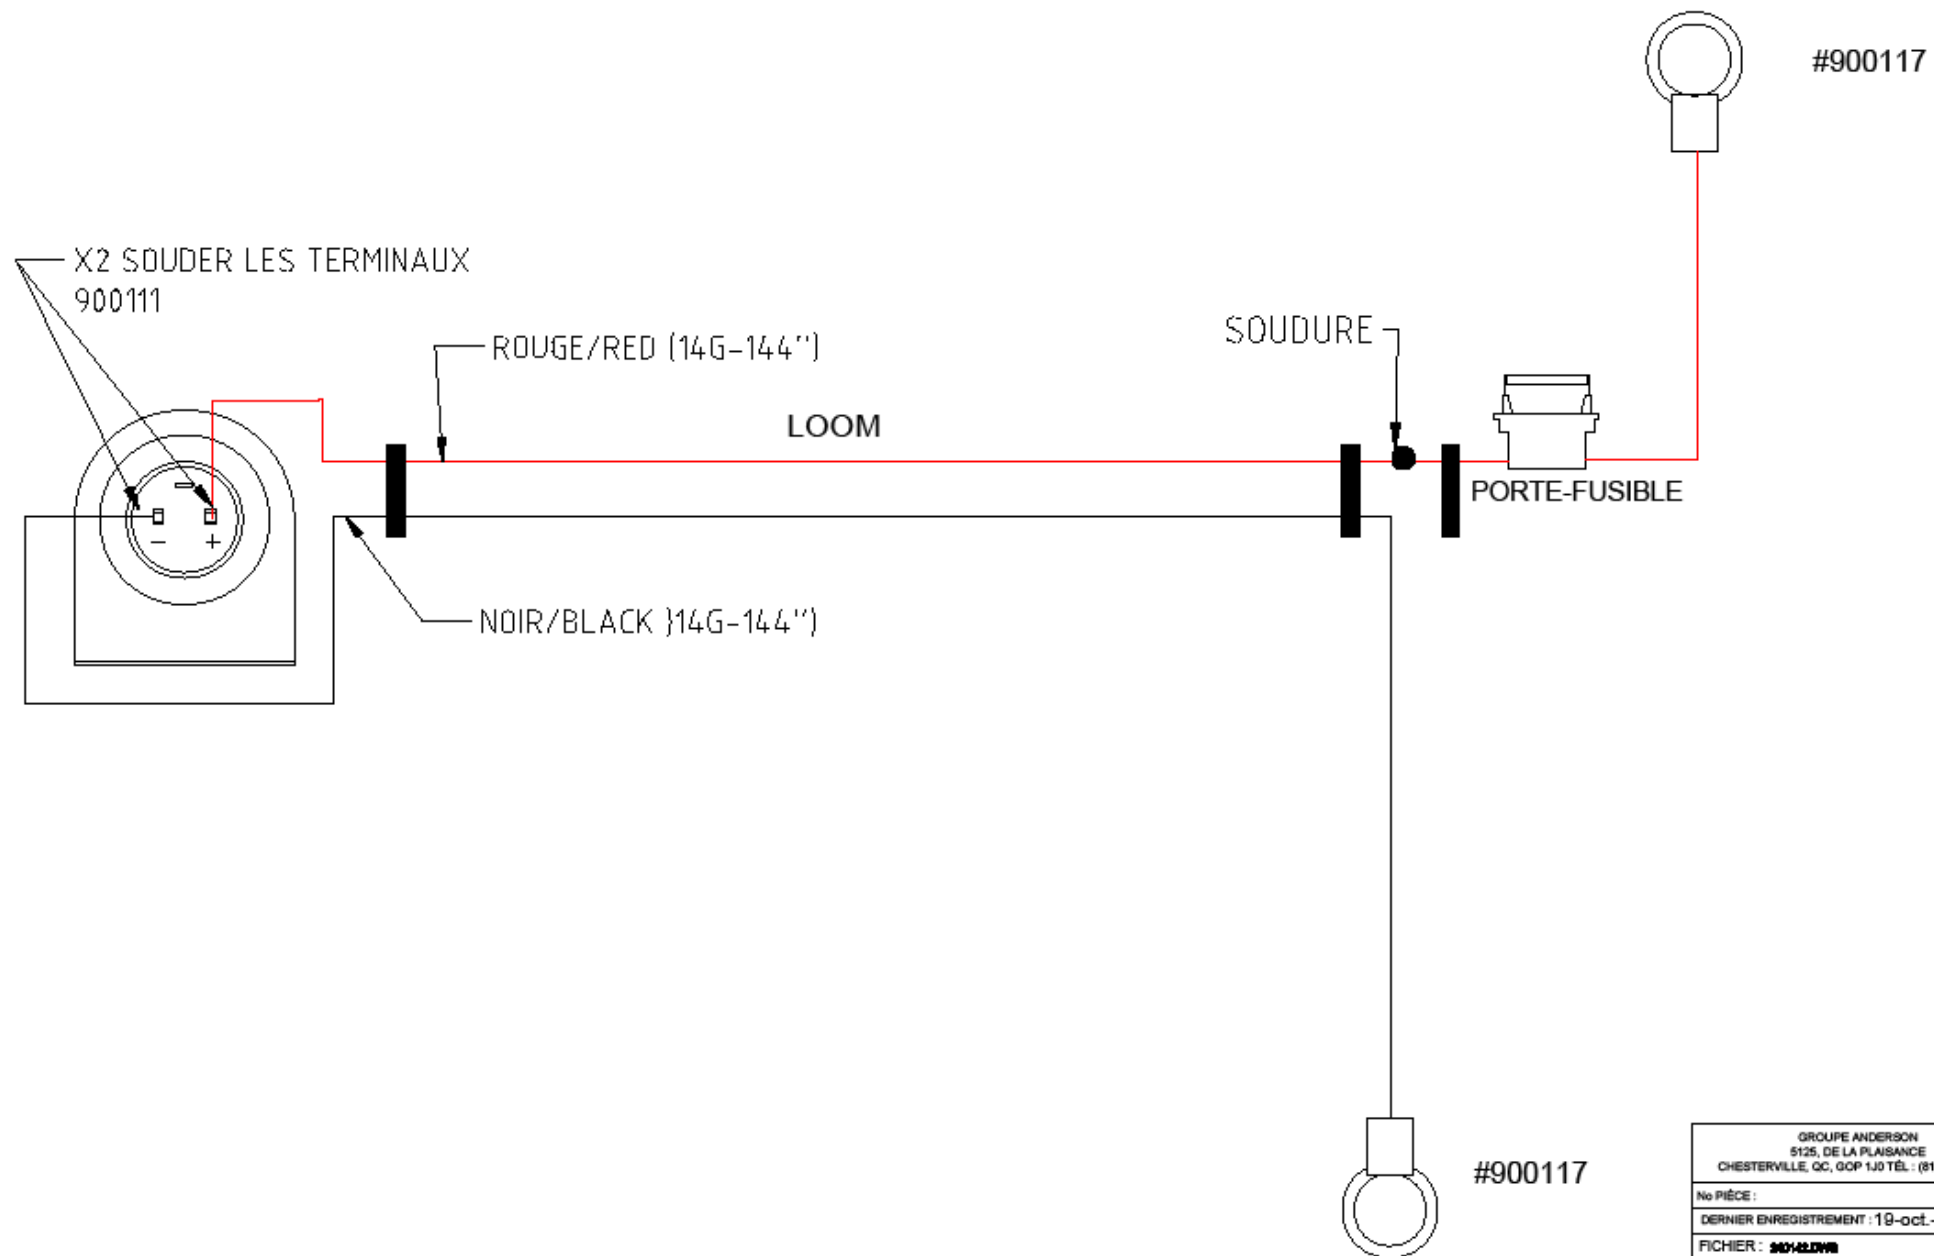 #900117
X2 SOUDER LES TERMINAUX
900111
ROUGE/RED (14G-144'')
SOUDURE
LOOM
PORTE-FUSIBLE
NOIR/BLACK }14G-144'')
- +
#900117
GROUPE ANDERSON
5125, DE LA PLAISANCE
CHESTERVILLE, QC, GOP 1J0 TÉL : (81
No PIÈCE :
DERNIER ENREGISTREMENT : 19-oct.-
FICHIER :